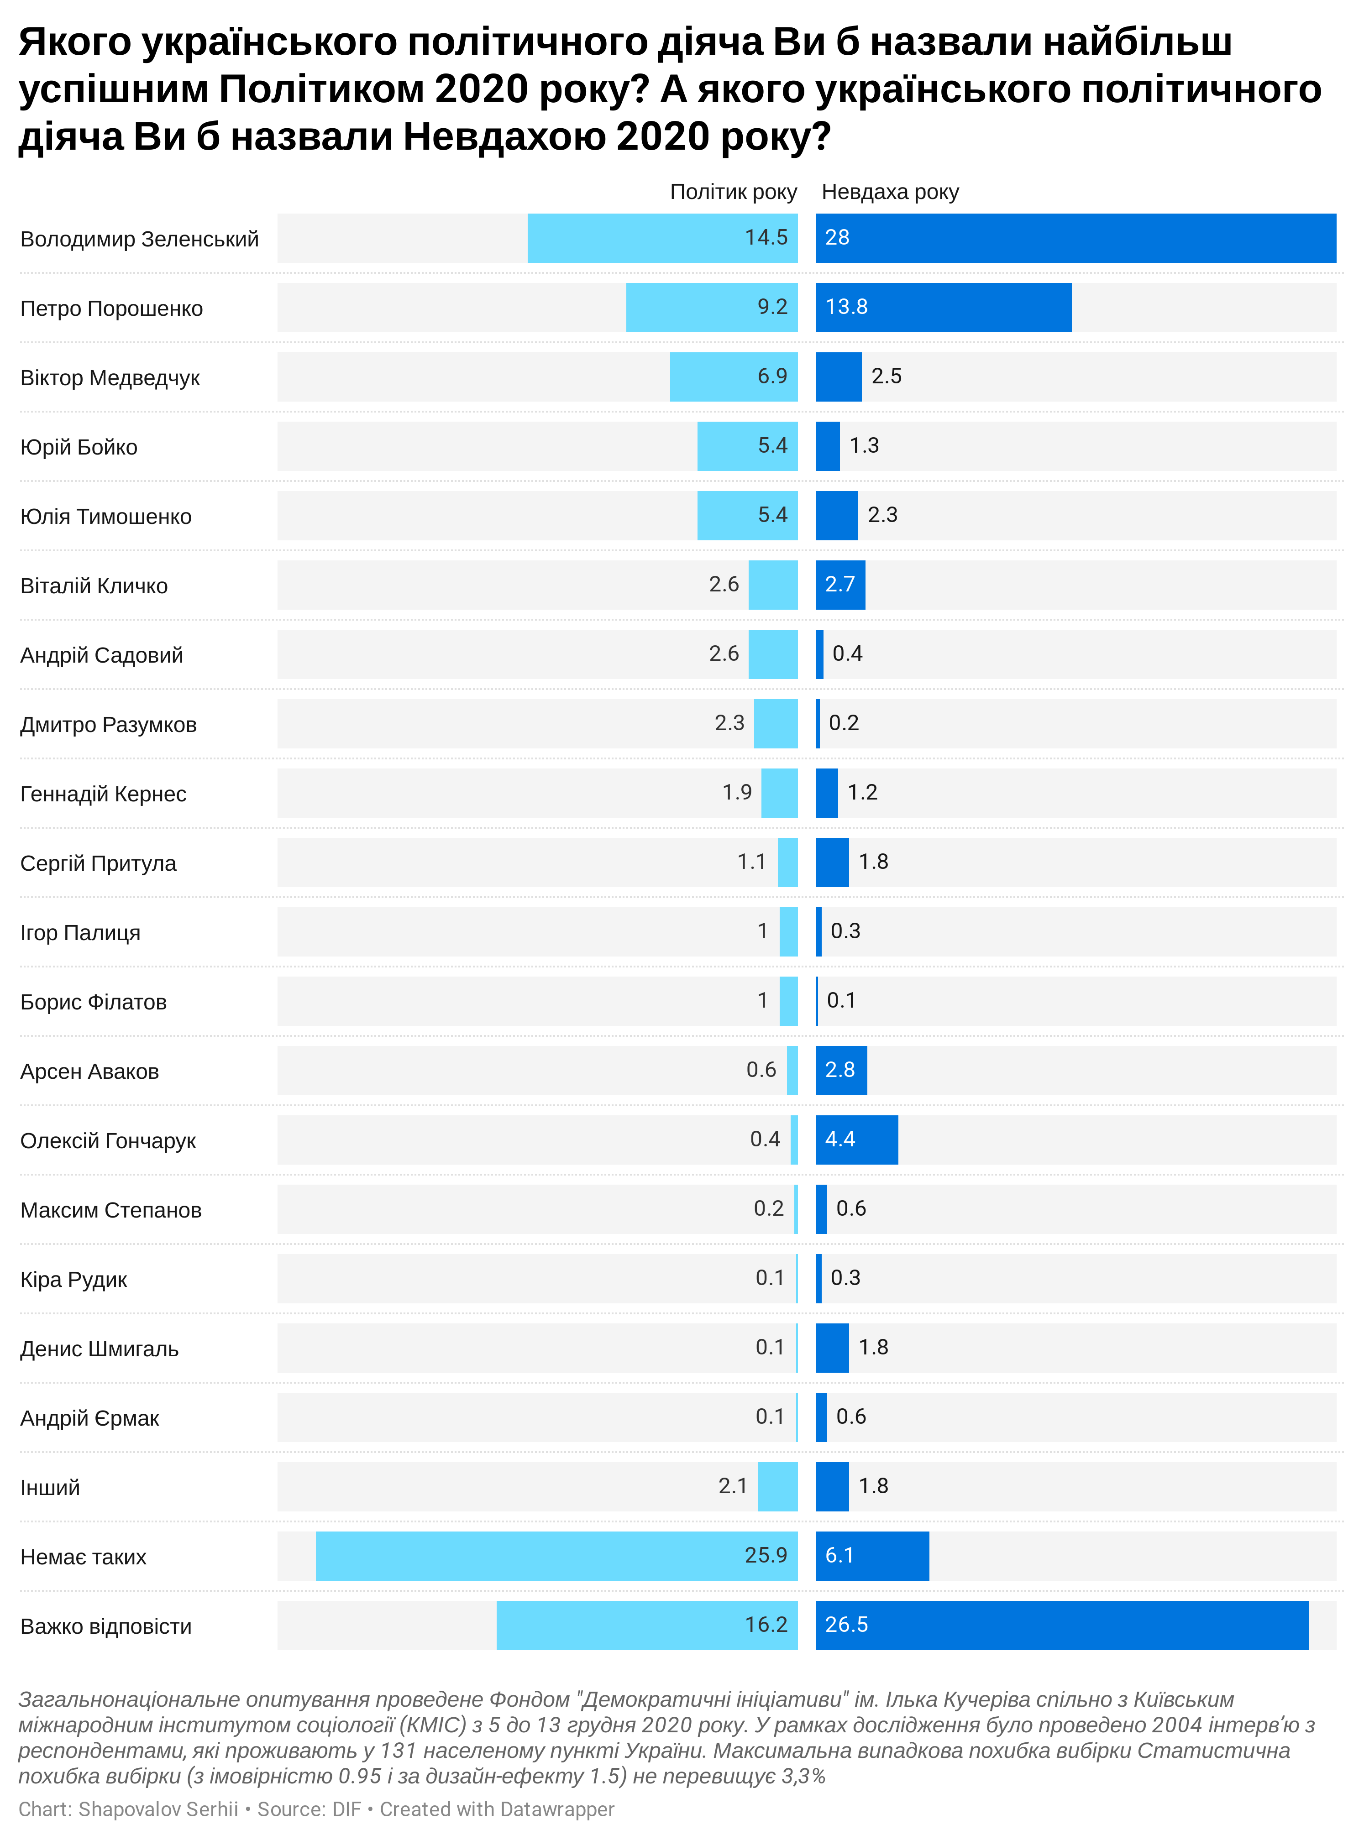 Якого українського політичного діяча Ви б назвали найбільш
успішним Політиком 2020 року? А якого українського політичного
діяча Ви б назвали Невдахою 2020 року?
Політик року Невдаха року
Володимир Зеленський 14.5 28
Петро Порошенко 9.2 13.8
Віктор Медведчук 6.9 2.5
Юрій Бойко 5.4 1.3
Юлія Тимошенко 5.4 2.3
Віталій Кличко 2.6 2.7
Андрій Садовий 2.6 0.4
Дмитро Разумков 2.3 0.2
Геннадій Кернес 1.9 1.2
Сергій Притула 1.1 1.8
Ігор Палиця 1 0.3
Борис Філатов 1 0.1
Арсен Аваков 0.6 2.8
Олексій Гончарук 0.4 4.4
Максим Степанов 0.2 0.6
Кіра Рудик 0.1 0.3
Денис Шмигаль 0.1 1.8
Андрій Єрмак 0.1 0.6
Інший 2.1 1.8
Немає таких 25.9 6.1
Важко відповісти 16.2 26.5
Загальнонаціональне опитування проведене Фондом "Демократичні ініціативи" ім. Ілька Кучеріва спільно з Київським
міжнародним інститутом соціології (КМІС) з 5 до 13 грудня 2020 року. У рамках дослідження було проведено 2004 інтерв’ю з
респондентами, які проживають у 131 населеному пункті України. Максимальна випадкова похибка вибірки Статистична
похибка вибірки (з імовірністю 0.95 і за дизайн-ефекту 1.5) не перевищує 3,3%
Chart: Shapovalov Serhii • Source: DIF • Created with Datawrapper